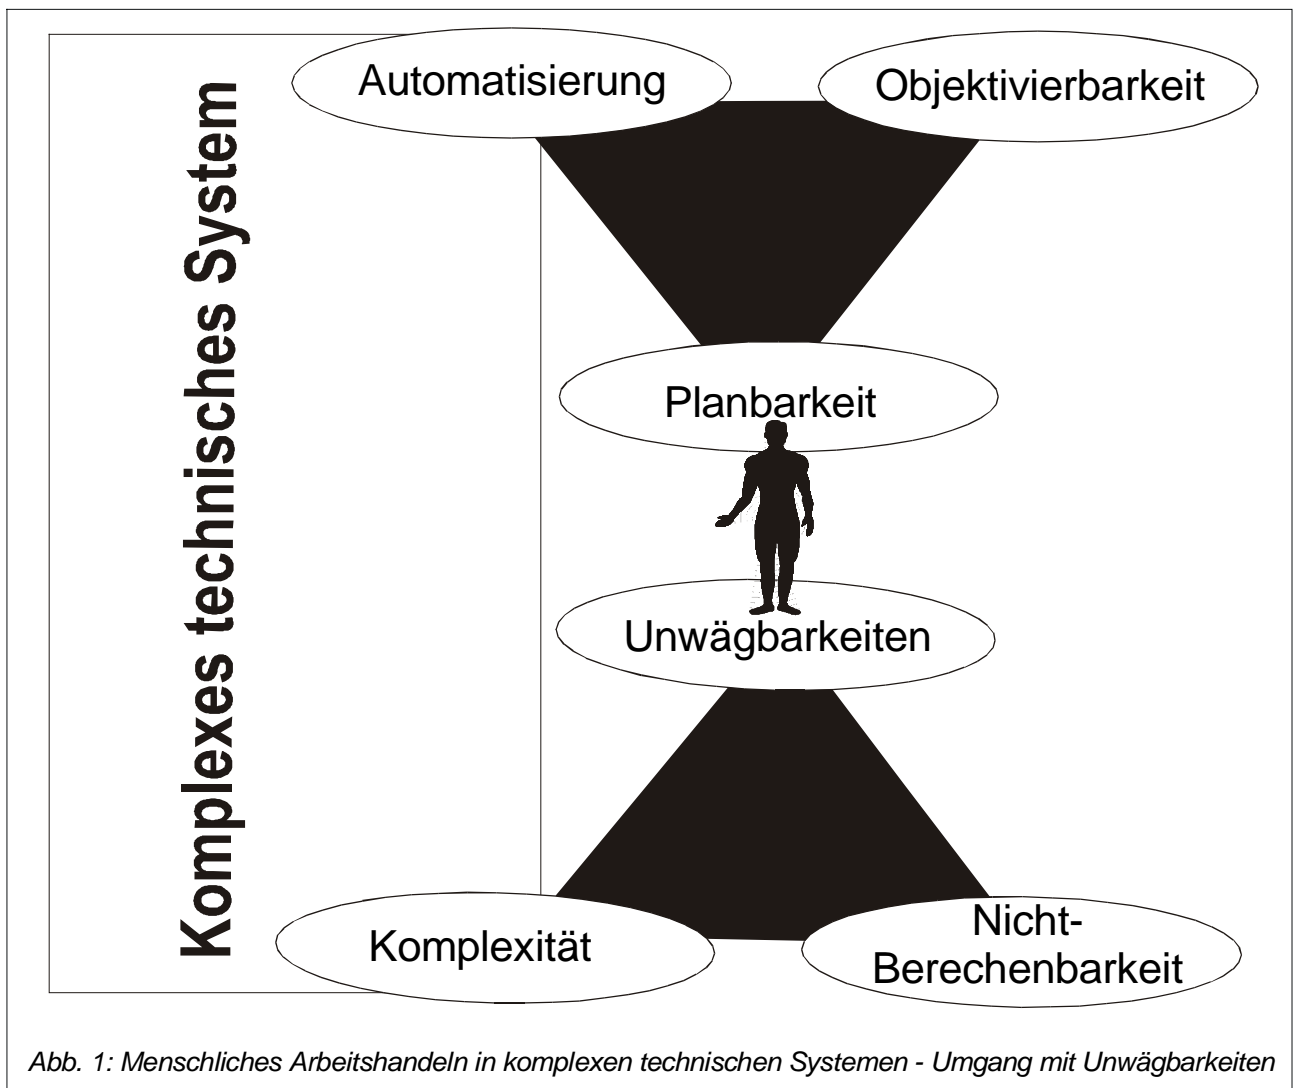 Komplexes technisches System
Automatisierung
Objektivierbarkeit
Planbarkeit
Unwägbarkeiten
Komplexität
Nicht-
Berechenbarkeit
Abb. 1: Menschliches Arbeitshandeln in komplexen technischen Systemen - Umgang mit Unwägbarkeiten